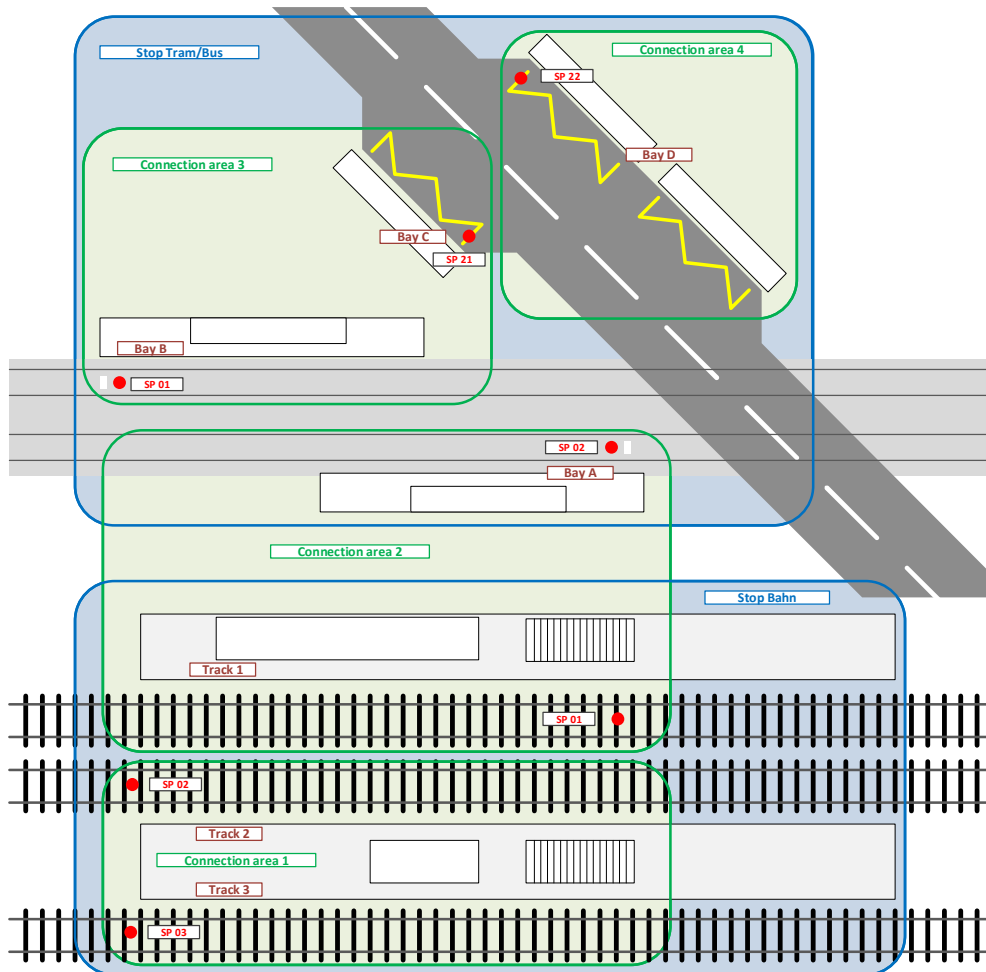 Stop Tram/Bus
Connection area 4
SP 22
Connection area 3
Bay D
Bay C
SP 21
Bay B
SP 01
SP 02
Bay A
Connection area 2
Stop Bahn
Track 1
SP 01
SP 02
Track 2
Connection area 1
Track 3
SP 03